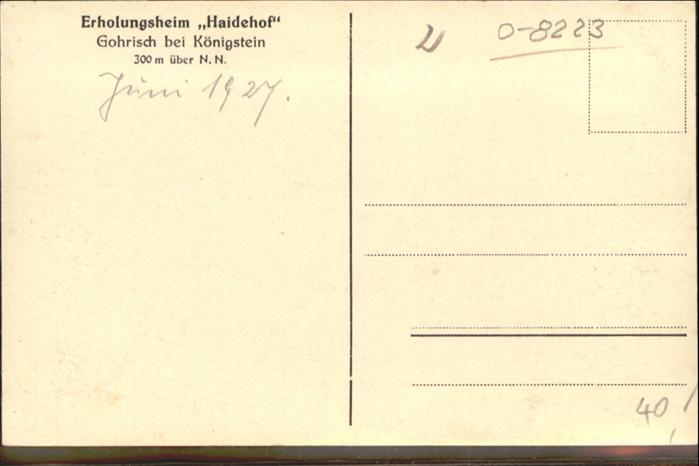 Erholungsheim „Haidehof“
Gohrisch bei Königstein
300 m über N. N.
Juni 1927.
O-8223
40